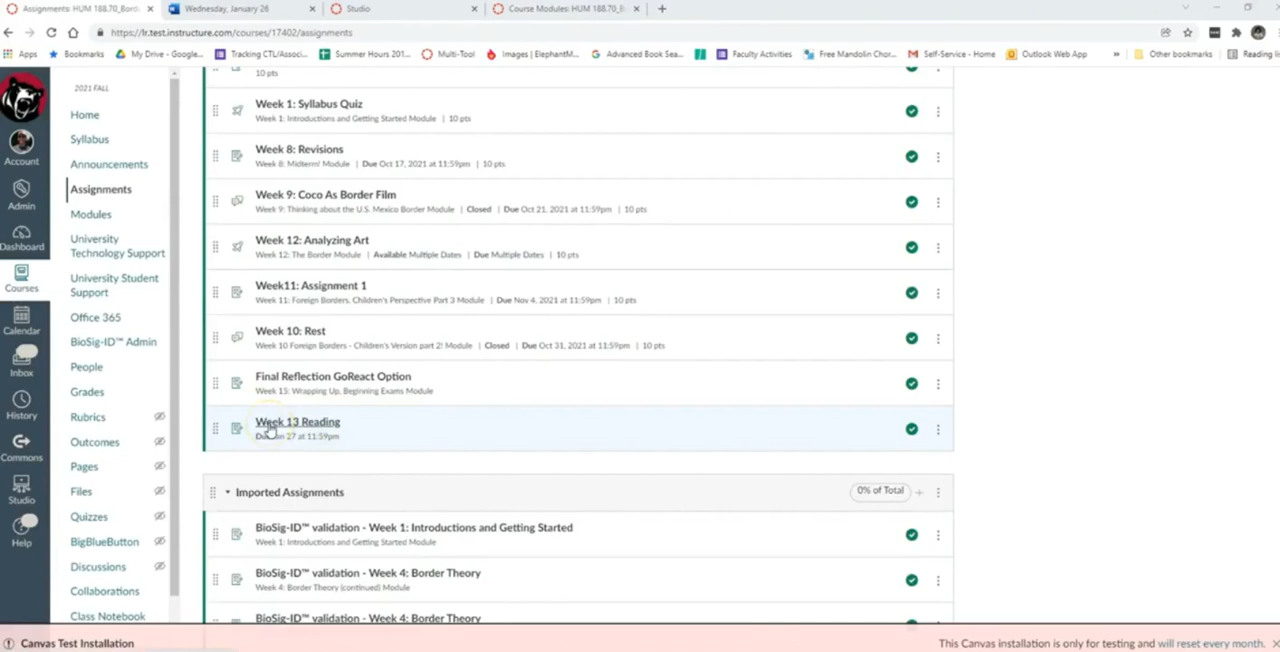 Assignments: HUM 188.70_Bord
Wednesday, January 26
Studio
Course Modules: HUM 188.70_B
https://lr.test.instructure.com/courses/17402/assignments
Apps
Bookmarks
My Drive - Google...
Tracking CTL/Associ...
Summer Hours 201...
Multi-Tool
Images | ElephantM...
Advanced Book Sea...
Faculty Activities
Free Mandolin Chor...
Self-Service - Home
Outlook Web App
»
Other bookmarks
Reading li
Account
Admin
Dashboard
Courses
Calendar
Inbox
History
Commons
Studio
Help
2021 FALL
Home
Syllabus
Announcements
Assignments
Modules
University
Technology Support
University Student
Support
Office 365
BioSig-ID™ Admin
People
Grades
Rubrics
Outcomes
Pages
Files
Quizzes
BigBlueButton
Discussions
Collaborations
Class Notebook
10 pts
Week 1: Syllabus Quiz
Week 1: Introductions and Getting Started Module | 10 pts
Week 8: Revisions
Week 8: Midterm! Module | Due Oct 17, 2021 at 11:59pm | 10 pts
Week 9: Coco As Border Film
Week 9: Thinking about the U.S. Mexico Border Module | Closed | Due Oct 21, 2021 at 11:59pm | 10 pts
Week 12: Analyzing Art
Week 12: The Border Module | Available Multiple Dates | Due Multiple Dates | 10 pts
Week11: Assignment 1
Week 11: Foreign Borders, Children's Perspective Part 3 Module | Due Nov 4, 2021 at 11:59pm | 10 pts
Week 10: Rest
Week 10 Foreign Borders - Children's Version part 2! Module | Closed | Due Oct 31, 2021 at 11:59pm | 10 pts
Final Reflection GoReact Option
Week 15: Wrapping Up, Beginning Exams Module
Week 13 Reading
27 at 11:59pm
Imported Assignments
0% of Total
BioSig-ID™ validation - Week 1: Introductions and Getting Started
Week 1: Introductions and Getting Started Module
BioSig-ID™ validation - Week 4: Border Theory
Week 4: Border Theory (continued) Module
BioSig-ID™ validation - Week 4: Border Theory
Canvas Test Installation
This Canvas installation is only for testing and will reset every month.